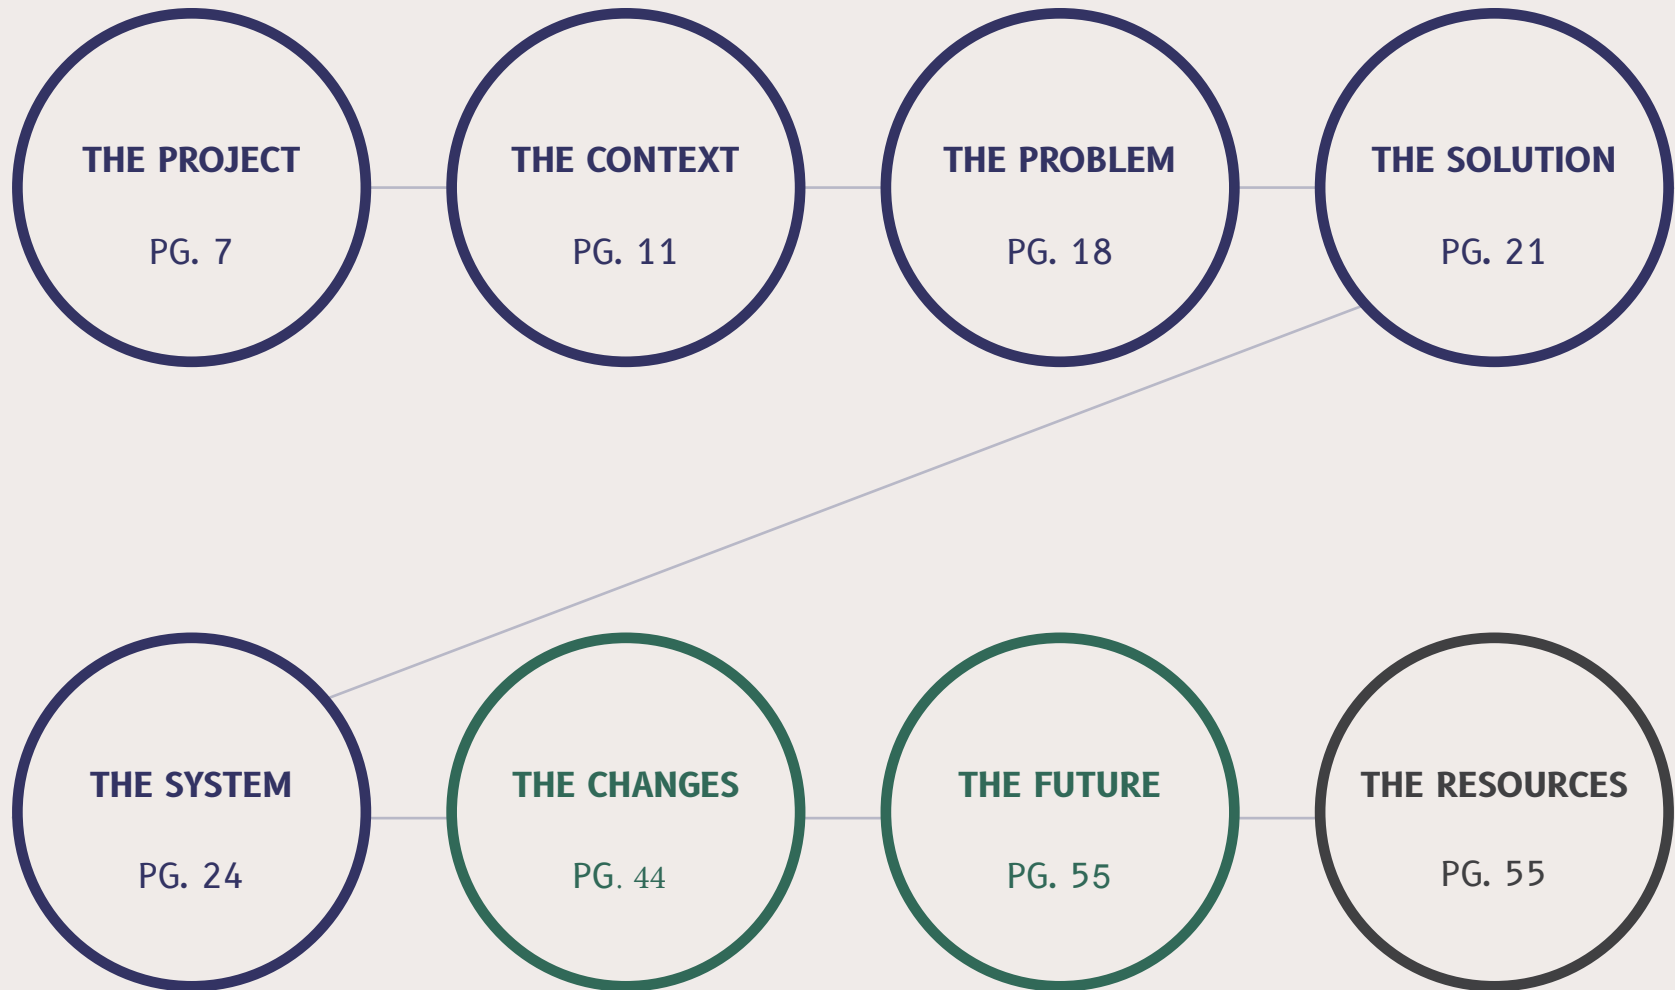 THE PROJECT
PG. 7
THE CONTEXT
PG. 11
THE PROBLEM
PG. 18
THE SOLUTION
PG. 21
THE SYSTEM
PG. 24
THE CHANGES
PG. 44
THE FUTURE
PG. 55
THE RESOURCES
PG. 55